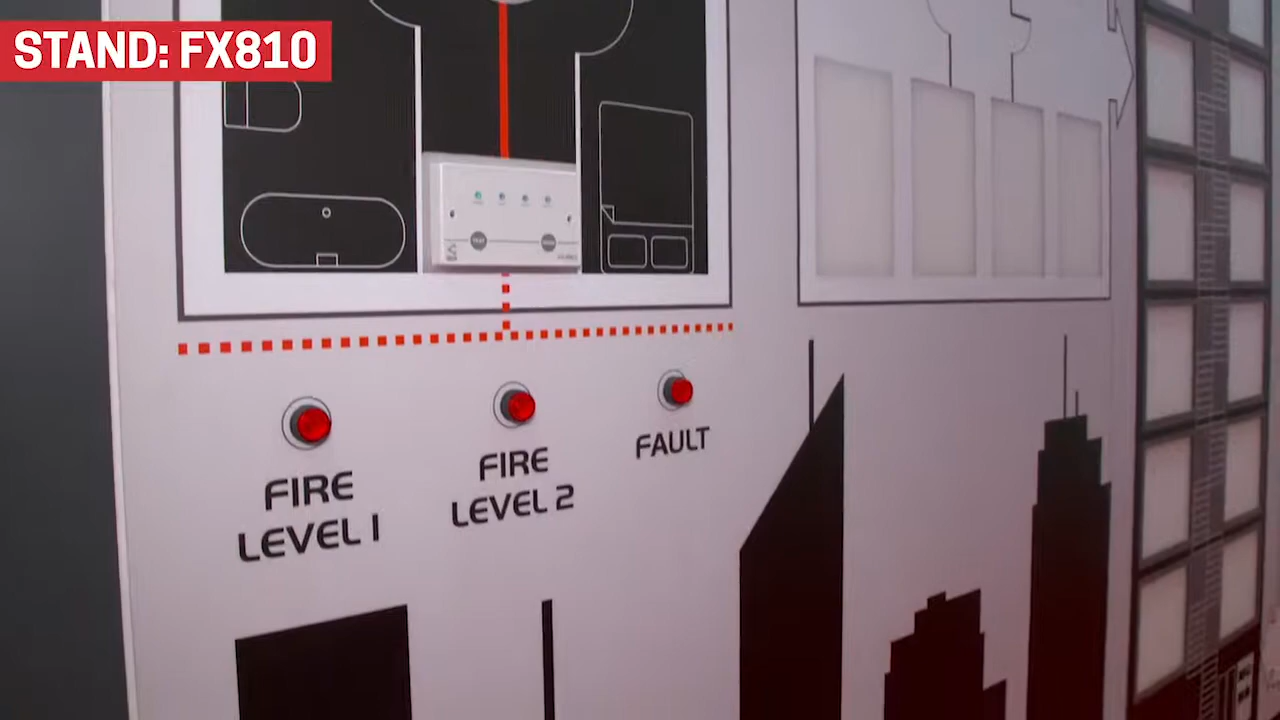 STAND: FX810
FIRE
LEVEL 1
FIRE
LEVEL 2
FAULT